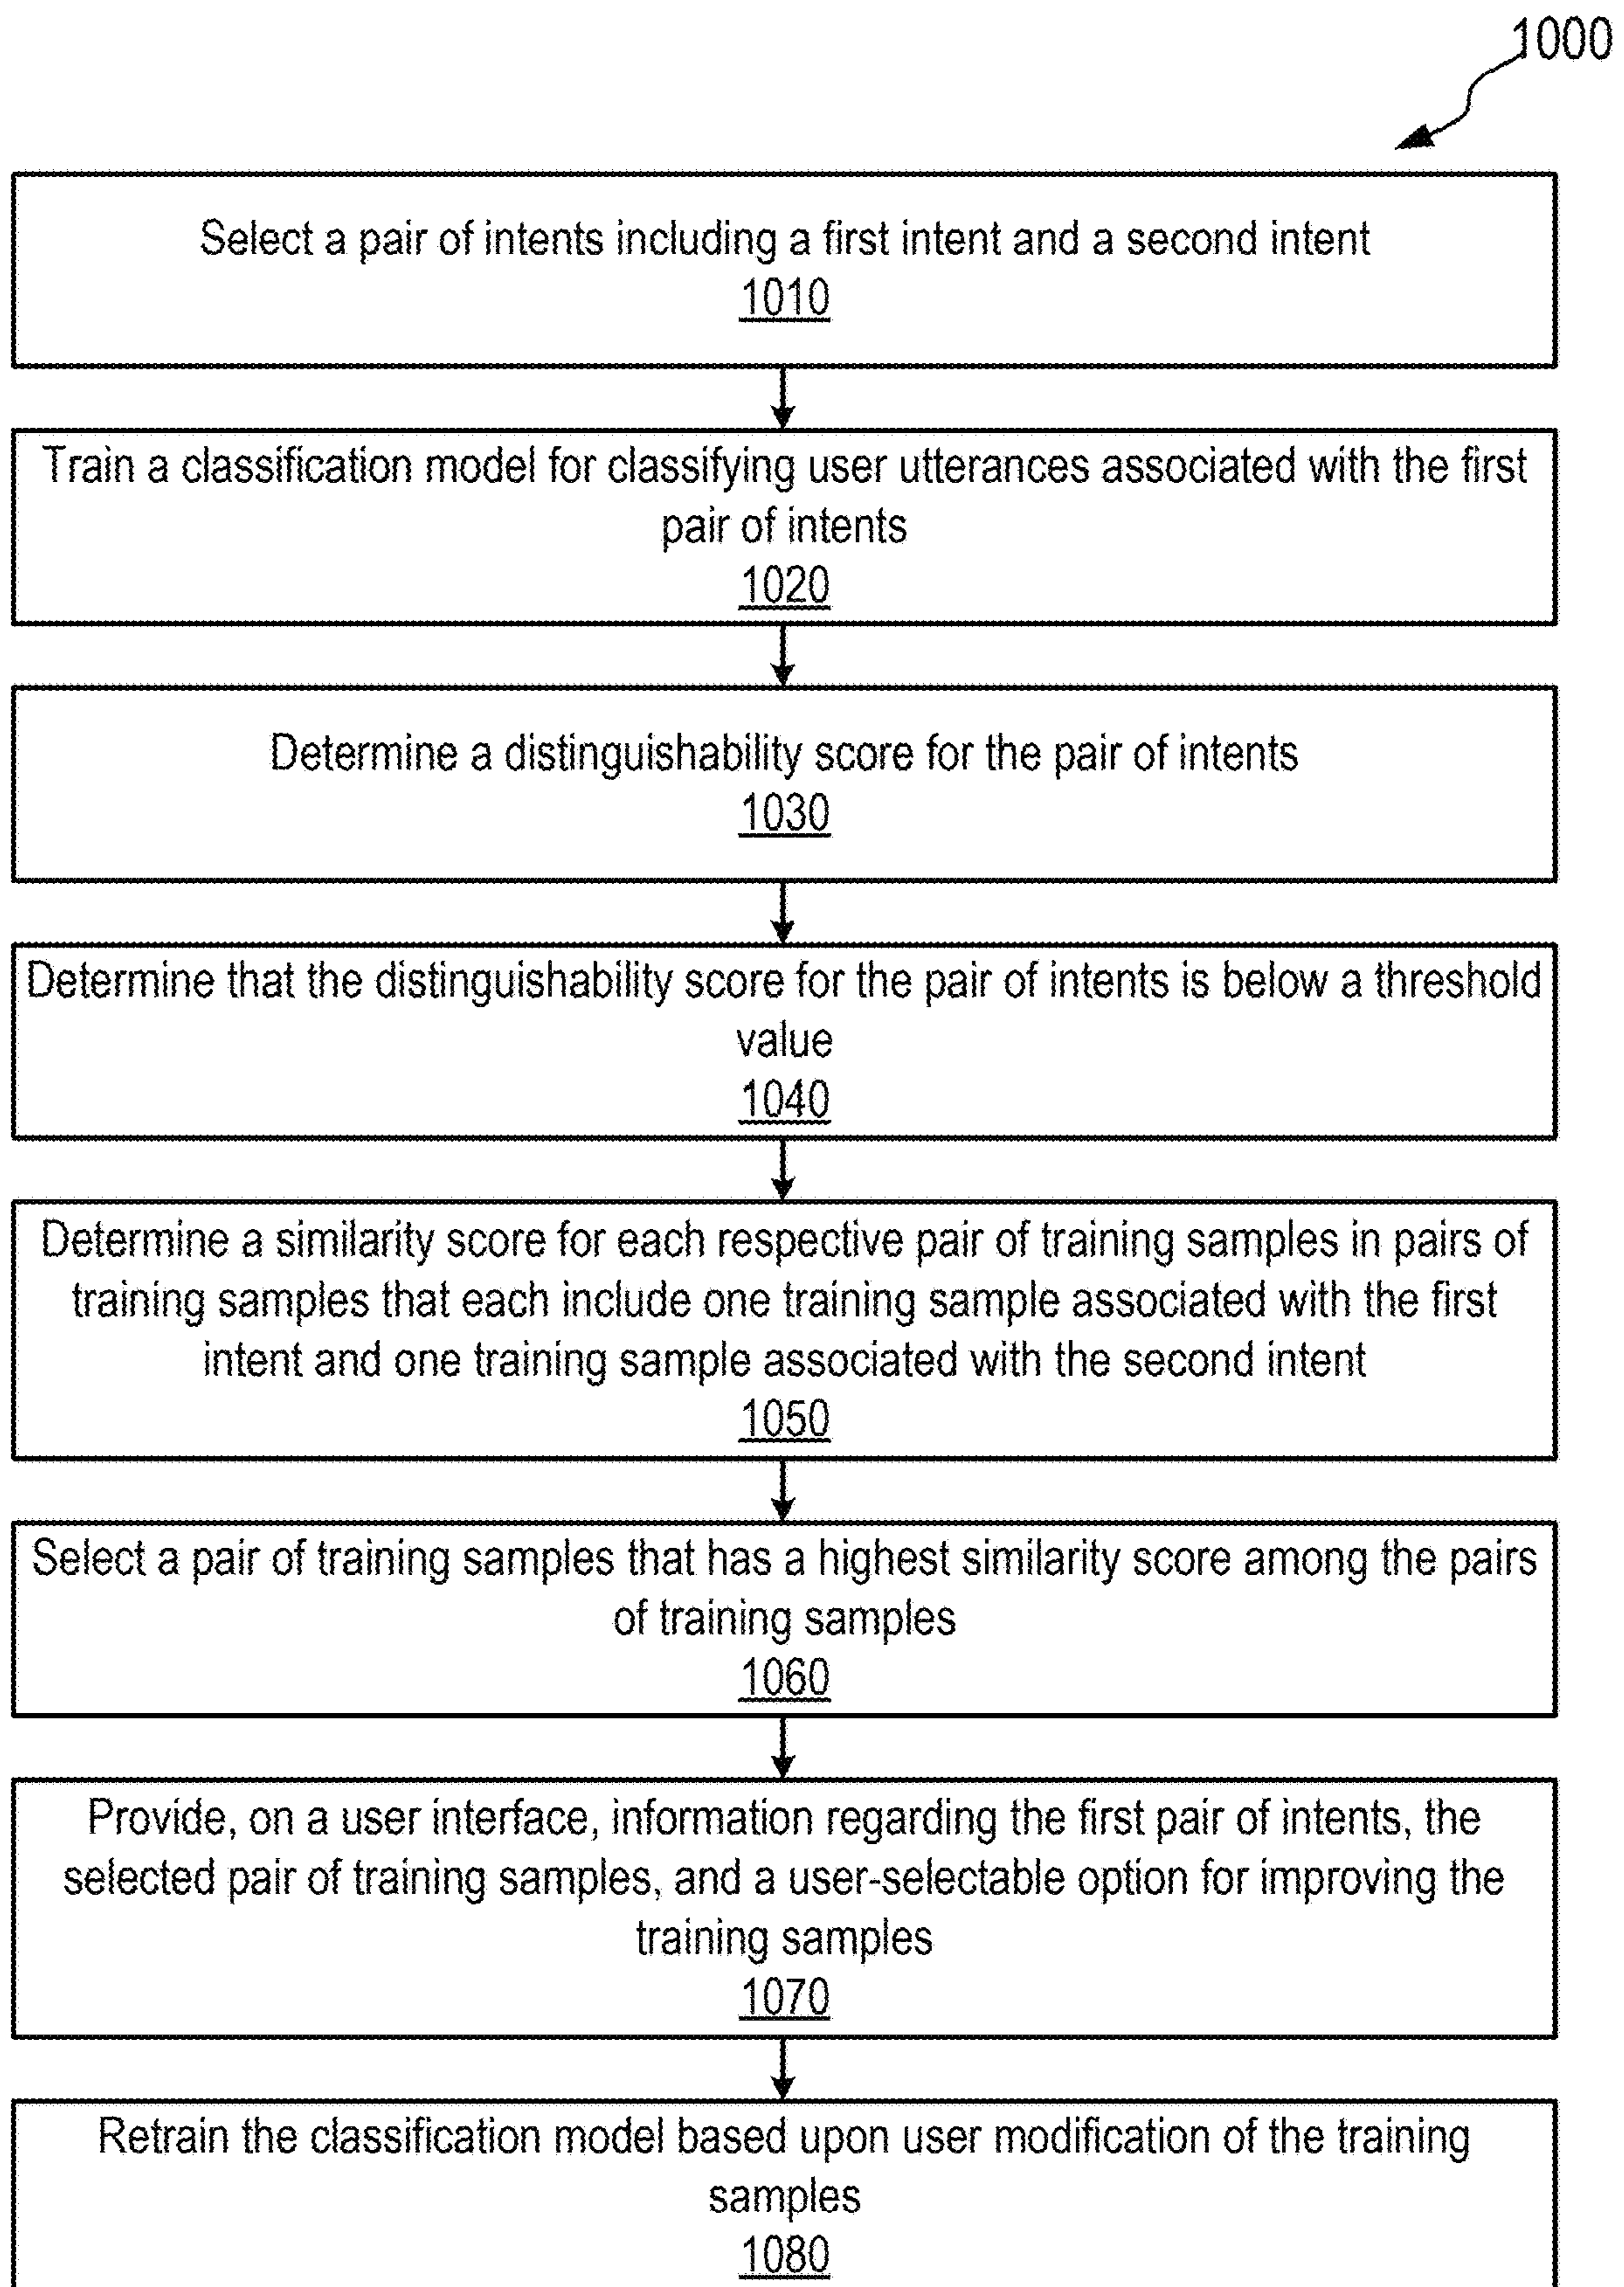 1000
Select a pair of intents including a first intent and a second intent
1010
Train a classification model for classifying user utterances associated with the first
pair of intents
1020
Determine a distinguishability score for the pair of intents
1030
Determine that the distinguishability score for the pair of intents is below a threshold
value
1040
Determine a similarity score for each respective pair of training samples in pairs of
training samples that each include one training sample associated with the first
intent and one training sample associated with the second intent
1050
Select a pair of training samples that has a highest similarity score among the pairs
of training samples
1060
Provide, on a user interface, information regarding the first pair of intents, the
selected pair of training samples, and a user-selectable option for improving the
training samples
1070
Retrain the classification model based upon user modification of the training
samples
1080